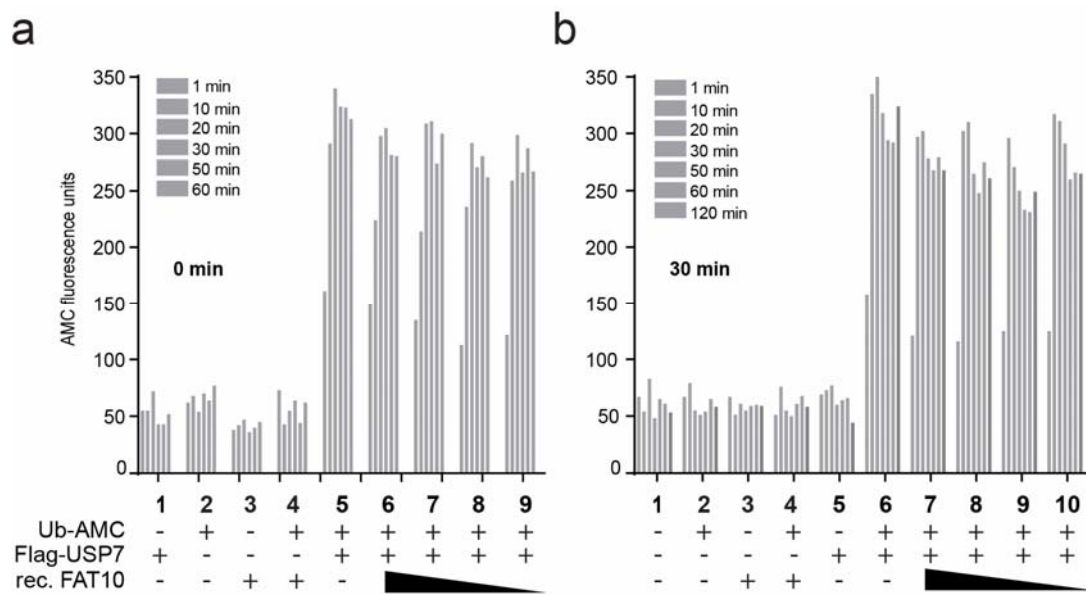 a
350
300
250
200
150
100
50
0
AMC fluorescence units
1 min
10 min
20 min
30 min
50 min
60 min
0 min
1 2 3 4 5 6 7 8 9
Ub-AMC - + - + + + + + +
Flag-USP7 + - - - + + + + +
rec. FAT10 - - + + -
b
350
300
250
200
150
100
50
0
1 min
10 min
20 min
30 min
50 min
60 min
120 min
30 min
1 2 3 4 5 6 7 8 9 10
- + - + - + + + + +
- - - - + + + + + +
- - + + - -